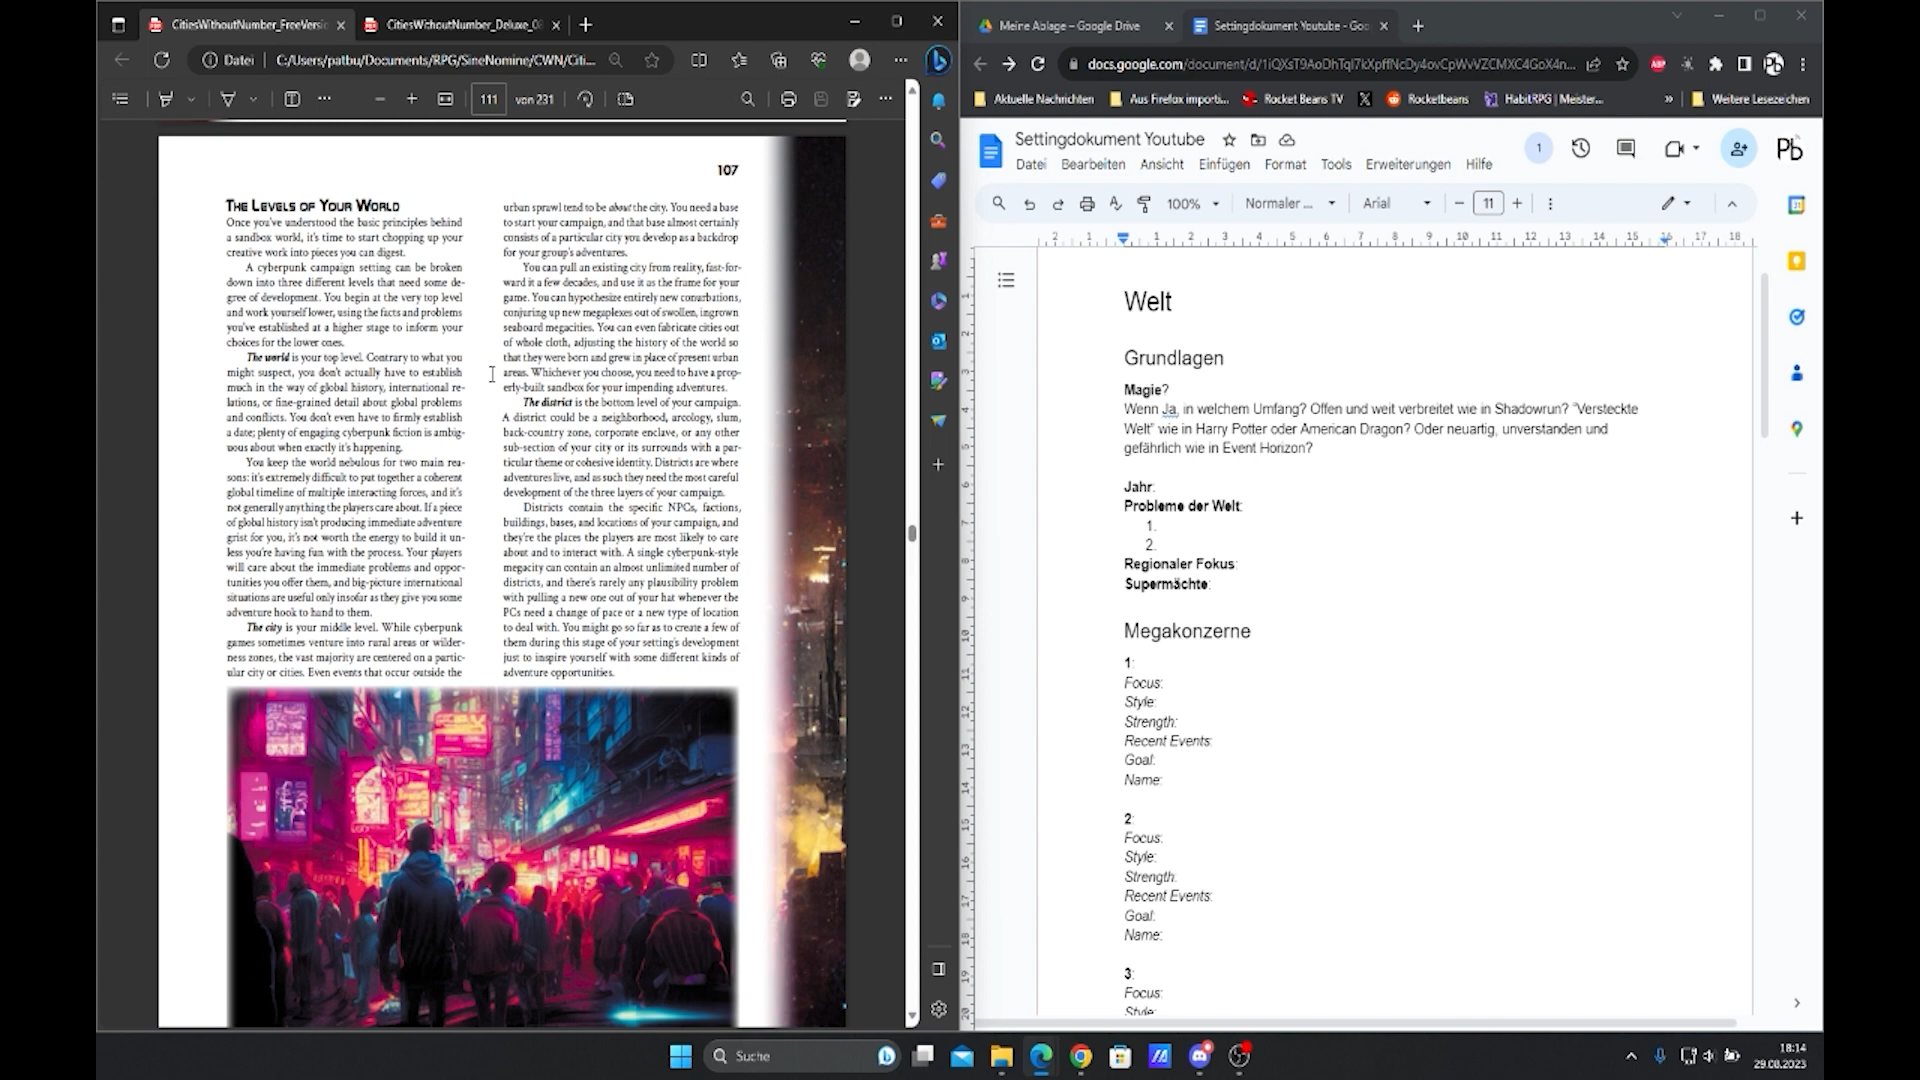 CitiesWithoutNumber_FreeVersi
CitiesWithoutNumber_Deluxe_0
Datei
C:/Users/patbu/Documents/RPG/SineNomine/CWN/Citi...
111
von 231
107
THE LEVELS OF YOUR WORLD
Once you've understood the basic principles behind
a sandbox world, it's time to start chopping up your
creative work into pieces you can digest.
A cyberpunk campaign setting can be broken
down into three different levels that need some de-
gree of development. You begin at the very top level
and work yourself lower, using the facts and problems
you've established at a higher stage to inform your
choices for the lower ones.
The world is your top level. Contrary to what you
might suspect, you don't actually have to establish
much in the way of global history, international re-
lations, or fine-grained detail about global problems
and conflicts. You don't even have to firmly establish
a date; plenty of engaging cyberpunk fiction is ambig-
uous about when exactly it's happening.
You keep the world nebulous for two main rea-
sons: it's extremely difficult to put together a coherent
global timeline of multiple interacting forces, and it's
not generally anything the players care about. If a piece
of global history isn't producing immediate adventure
grist for you, it's not worth the energy to build it un-
less you're having fun with the process. Your players
will care about the immediate problems and oppor-
tunities you offer them, and big-picture international
situations are useful only insofar as they give you some
adventure hook to hand to them.
The city is your middle level. While cyberpunk
games sometimes venture into rural areas or wilder-
ness zones, the vast majority are centered on a partic-
ular city or cities. Even events that occur outside the
urban sprawl tend to be about the city. You need a base
to start your campaign, and that base almost certainly
consists of a particular city you develop as a backdrop
for your group's adventures.
You can pull an existing city from reality, fast-for-
ward it a few decades, and use it as the frame for your
game. You can hypothesize entirely new conurbations,
conjuring up new megaplexes out of swollen, ingrown
seaboard megacities. You can even fabricate cities out
of whole cloth, adjusting the history of the world so
that they were born and grew in place of present urban
areas. Whichever you choose, you need to have a prop-
erly-built sandbox for your impending adventures.
The district is the bottom level of your campaign.
A district could be a neighborhood, arcology, slum,
back-country zone, corporate enclave, or any other
sub-section of your city or its surrounds with a par-
ticular theme or cohesive identity. Districts are where
adventures live, and as such they need the most careful
development of the three layers of your campaign.
Districts contain the specific NPCs, factions,
buildings, bases, and locations of your campaign, and
they're the places the players are most likely to care
about and to interact with. A single cyberpunk-style
megacity can contain an almost unlimited number of
districts, and there's rarely any plausibility problem
with pulling a new one out of your hat whenever the
PCs need a change of pace or a new type of location
to deal with. You might go so far as to create a few of
them during this stage of your setting's development
just to inspire yourself with some different kinds of
adventure opportunities.
Meine Ablage – Google Drive
Settingdokument Youtube - Goo
docs.google.com/document/d/1iQXsT9AoDhTqI7kXpffNcDy4ovCpWvVZCMXC4GoX4n...
Aktuelle Nachrichten
Aus Firefox importi...
Rocket Beans TV
Rocketbeans
HabitRPG | Meister...
»
Weitere Lesezeichen
Settingdokument Youtube
Datei Bearbeiten Ansicht Einfügen Format Tools Erweiterungen Hilfe
1
100%
Normaler ...
Arial
11
2 1 1 2 3 4 5 6 7 8 9 10 11 12 13 14 15 16 17 18
Welt
Grundlagen
Magie?
Wenn Ja, in welchem Umfang? Offen und weit verbreitet wie in Shadowrun? "Versteckte
Welt" wie in Harry Potter oder American Dragon? Oder neuartig, unverstanden und
gefährlich wie in Event Horizon?
Jahr:
Probleme der Welt:
1.
2.
Regionaler Fokus:
Supermächte:
Megakonzerne
1:
Focus:
Style:
Strength:
Recent Events:
Goal:
Name:
2:
Focus:
Style:
Strength:
Recent Events:
Goal:
Name:
3:
Focus:
Style:
Suche
18:14
29.08.2023